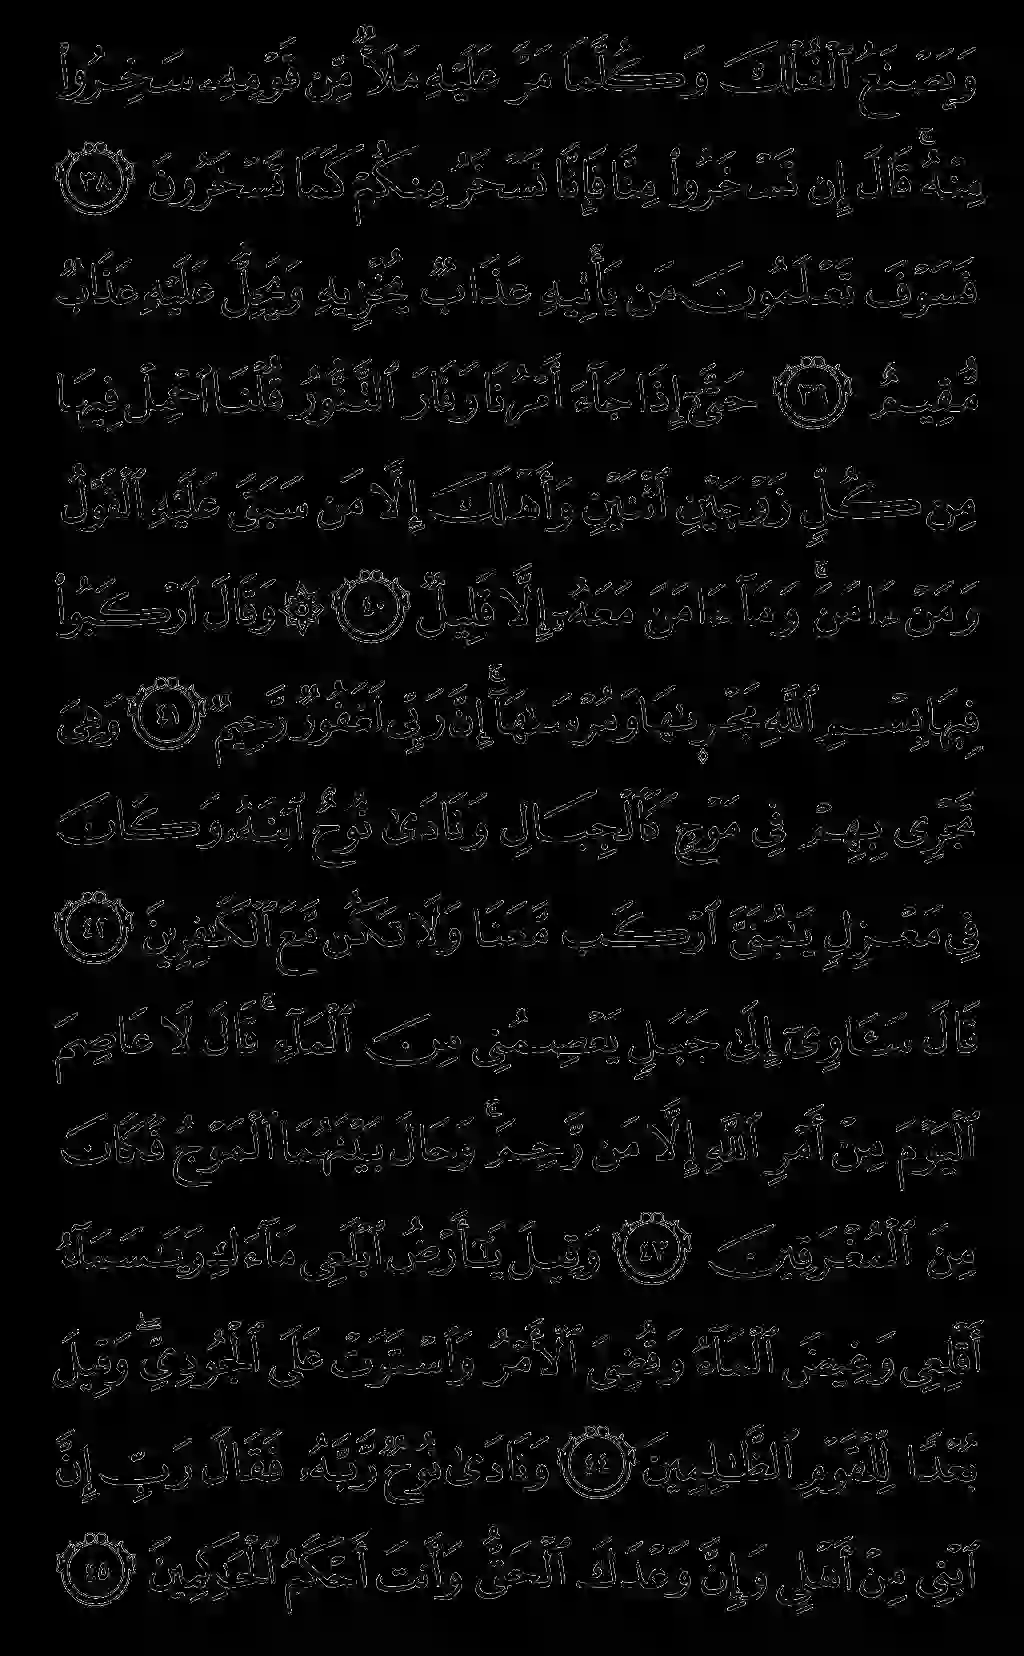 وَيَصْنَعُ ٱلْفُلْكَ وَكُلَّمَا مَرَّ عَلَيْهِ مَلَأٌ مِّن قَوْمِهِۦ سَخِرُوا۟
مِنْهُ ۚ قَالَ إِن تَسْخَرُوا۟ مِنَّا فَإِنَّا نَسْخَرُ مِنكُمْ كَمَا تَسْخَرُونَ ٣٨
فَسَوْفَ تَعْلَمُونَ مَن يَأْتِيهِ عَذَابٌ يُخْزِيهِ وَيَحِلُّ عَلَيْهِ عَذَابٌ
مُّقِيمٌ ٣٩ حَتَّىٰٓ إِذَا جَآءَ أَمْرُنَا وَفَارَ ٱلتَّنُّورُ قُلْنَا ٱحْمِلْ فِيهَا
مِن كُلٍّ زَوْجَيْنِ ٱثْنَيْنِ وَأَهْلَكَ إِلَّا مَن سَبَقَ عَلَيْهِ ٱلْقَوْلُ
وَمَنْ ءَامَنَ ۚ وَمَآ ءَامَنَ مَعَهُۥٓ إِلَّا قَلِيلٌ ٤٠ ۞ وَقَالَ ٱرْكَبُوا۟
فِيهَا بِسْمِ ٱللَّهِ مَجْر۪ىٰهَا وَمُرْسَىٰهَآ ۚ إِنَّ رَبِّى لَغَفُورٌ رَّحِيمٌ ٤١ وَهِىَ
تَجْرِى بِهِمْ فِى مَوْجٍ كَٱلْجِبَالِ وَنَادَىٰ نُوحٌ ٱبْنَهُۥ وَكَانَ
فِى مَعْزِلٍ يَـٰبُنَىَّ ٱرْكَب مَّعَنَا وَلَا تَكُن مَّعَ ٱلْكَـٰفِرِينَ ٤٢
قَالَ سَـَٔاوِىٓ إِلَىٰ جَبَلٍ يَعْصِمُنِى مِنَ ٱلْمَآءِ ۚ قَالَ لَا عَاصِمَ
ٱلْيَوْمَ مِنْ أَمْرِ ٱللَّهِ إِلَّا مَن رَّحِمَ ۚ وَحَالَ بَيْنَهُمَا ٱلْمَوْجُ فَكَانَ
مِنَ ٱلْمُغْرَقِينَ ٤٣ وَقِيلَ يَـٰٓأَرْضُ ٱبْلَعِى مَآءَكِ وَيَـٰسَمَآءُ
أَقْلِعِى وَغِيضَ ٱلْمَآءُ وَقُضِىَ ٱلْأَمْرُ وَٱسْتَوَتْ عَلَى ٱلْجُودِىِّ ۖ وَقِيلَ
بُعْدًا لِّلْقَوْمِ ٱلظَّـٰلِمِينَ ٤٤ وَنَادَىٰ نُوحٌ رَّبَّهُۥ فَقَالَ رَبِّ إِنَّ
ٱبْنِى مِنْ أَهْلِى وَإِنَّ وَعْدَكَ ٱلْحَقُّ وَأَنتَ أَحْكَمُ ٱلْحَـٰكِمِينَ ٤٥